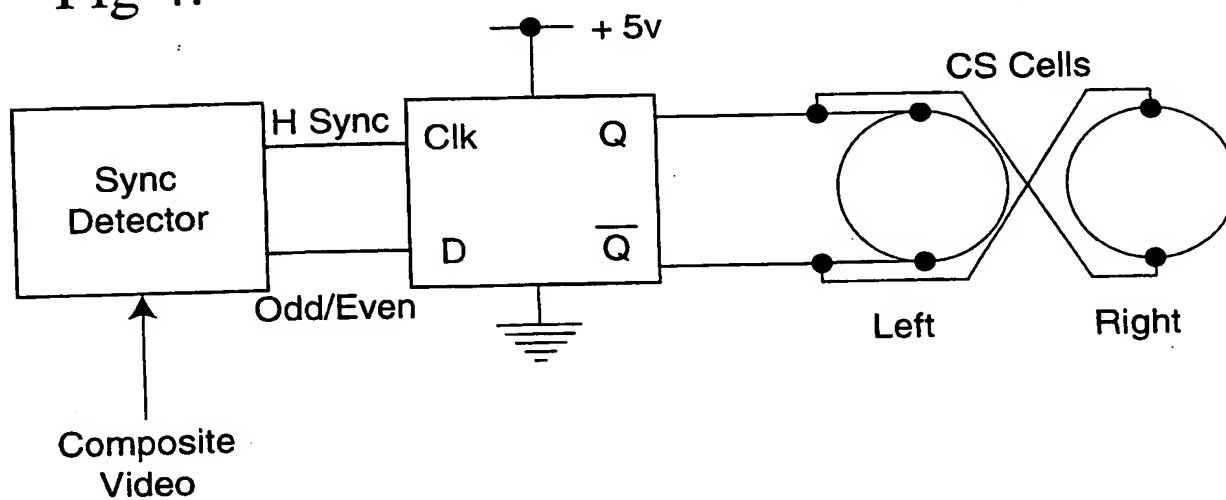 Fig 4.
+ 5v
CS Cells
H Sync
Clk
Q
Sync
Detector
D
Q
Odd/Even
Left
Right
Composite
Video